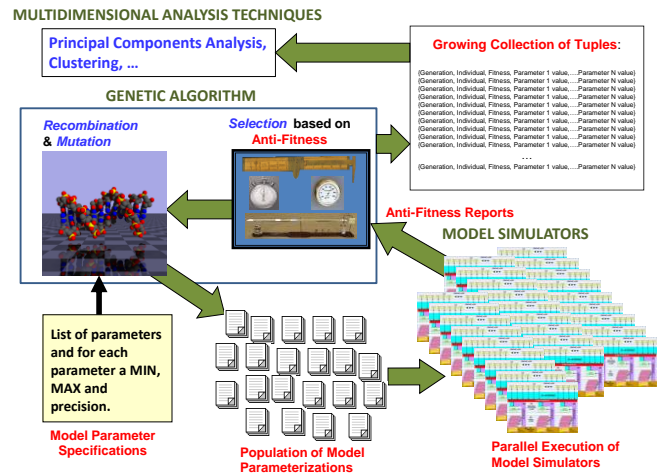 MULTIDIMENSIONAL ANALYSIS TECHNIQUES
Principal Components Analysis,
Clustering, …
Growing Collection of Tuples:
{Generation, Individual, Fitness, Parameter 1 value,....Parameter N value}
{Generation, Individual, Fitness, Parameter 1 value,....Parameter N value}
{Generation, Individual, Fitness, Parameter 1 value,....Parameter N value}
{Generation, Individual, Fitness, Parameter 1 value,....Parameter N value}
{Generation, Individual, Fitness, Parameter 1 value,....Parameter N value}
{Generation, Individual, Fitness, Parameter 1 value,....Parameter N value}
{Generation, Individual, Fitness, Parameter 1 value,....Parameter N value}
{Generation, Individual, Fitness, Parameter 1 value,....Parameter N value}
{Generation, Individual, Fitness, Parameter 1 value,....Parameter N value}
…
{Generation, Individual, Fitness, Parameter 1 value,....Parameter N value}
GENETIC ALGORITHM
Recombination
& Mutation
Selection based on
Anti-Fitness
Anti-Fitness Reports
MODEL SIMULATORS
List of parameters
and for each
parameter a MIN,
MAX and
precision.
Model Parameter
Specifications
Population of Model
Parameterizations
Parallel Execution of
Model Simulators